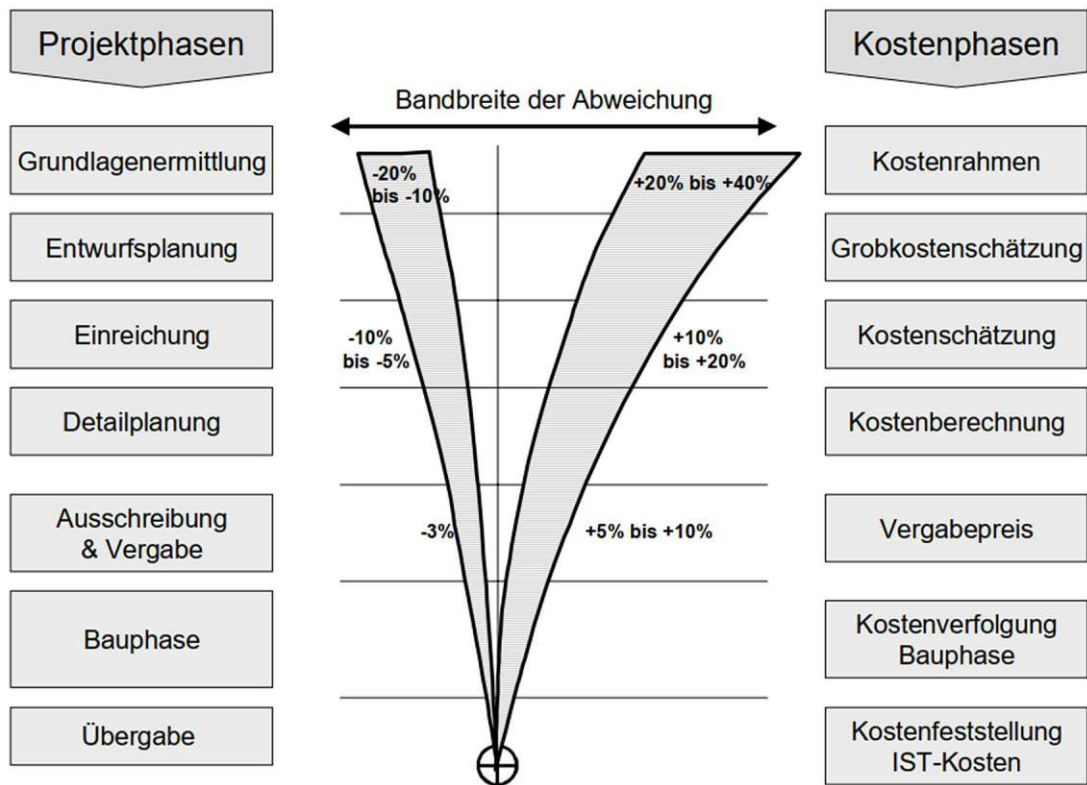 Projektphasen
Kostenphasen
Bandbreite der Abweichung
Grundlagenermittlung
-20%
bis -10%
+20% bis +40%
Kostenrahmen
Entwurfsplanung
Grobkostenschätzung
Einreichung
-10%
bis -5%
+10%
bis +20%
Kostenschätzung
Detailplanung
Kostenberechnung
Ausschreibung
& Vergabe
-3%
+5% bis +10%
Vergabepreis
Bauphase
Kostenverfolgung
Bauphase
Übergabe
Kostenfeststellung
IST-Kosten